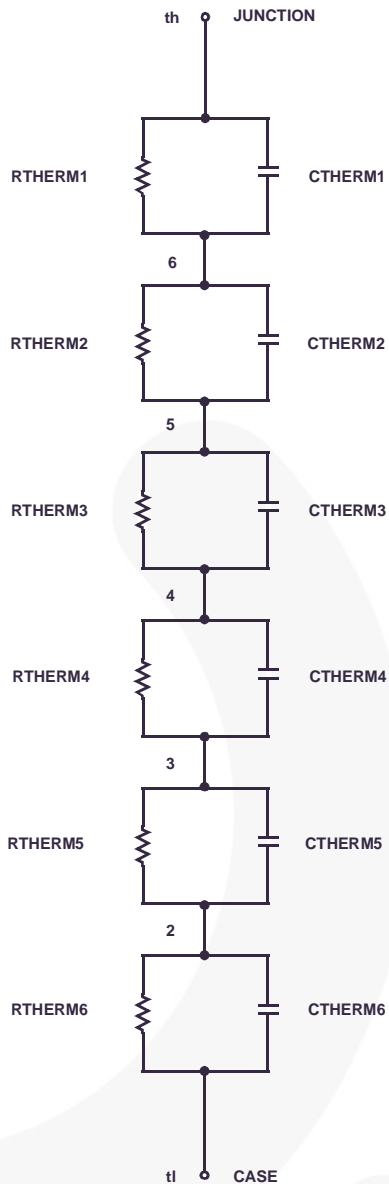 th JUNCTION
RTHERM1 CTHERM1
6
RTHERM2 CTHERM2
5
RTHERM3 CTHERM3
4
RTHERM4 CTHERM4
3
RTHERM5 CTHERM5
2
RTHERM6 CTHERM6
tl CASE